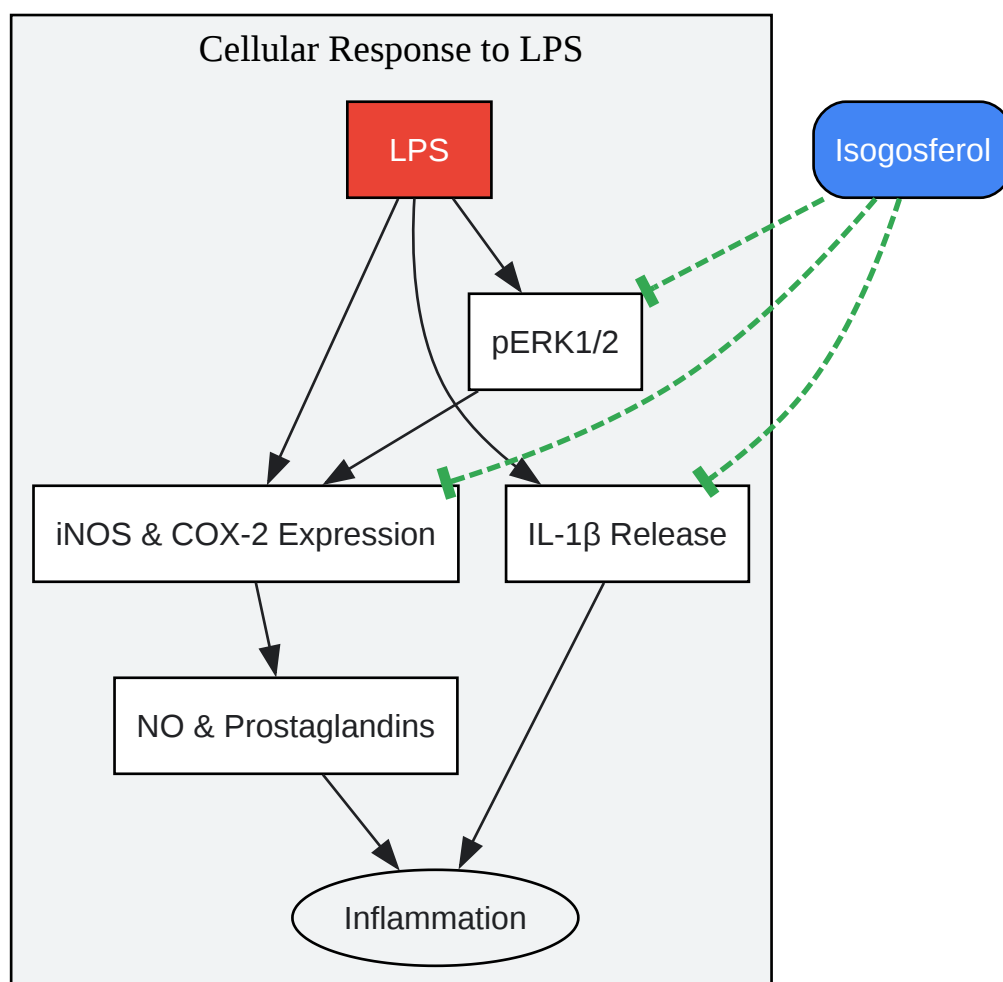 Cellular Response to LPS
LPS
Isogosferol
pERK1/2
iNOS & COX-2 Expression
IL-1β Release
NO & Prostaglandins
Inflammation